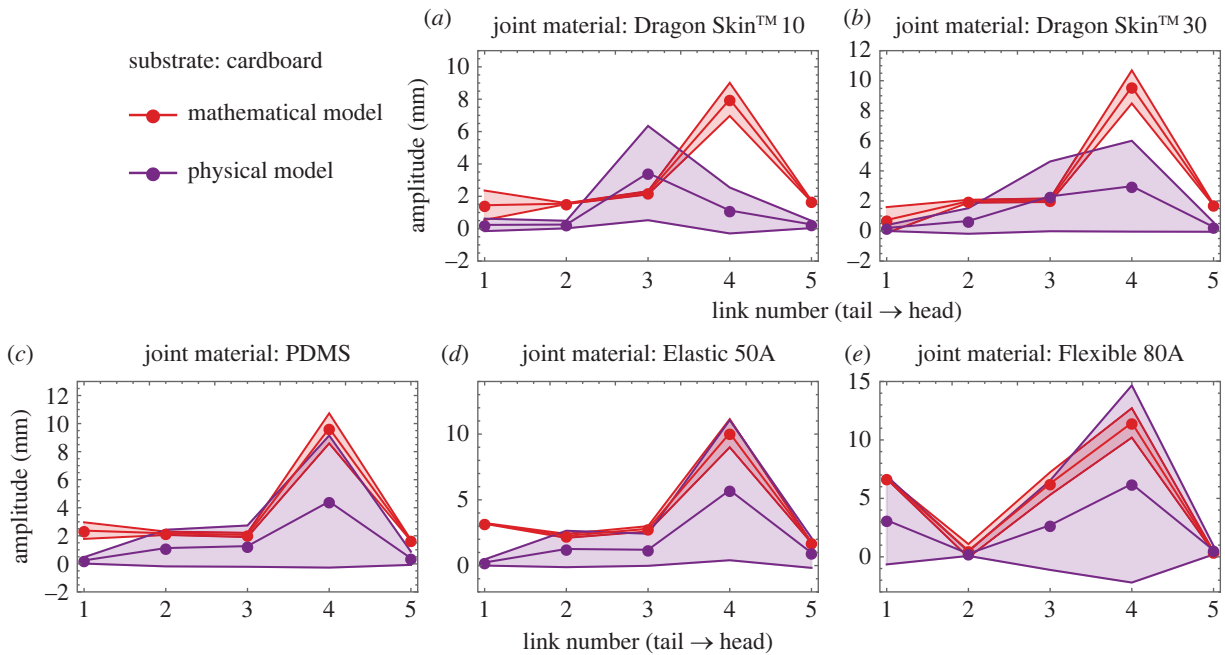 (a) joint material: Dragon Skin™ 10
(b) joint material: Dragon Skin™ 30
substrate: cardboard
mathematical model
physical model
amplitude (mm)
10
8
6
4
2
0
−2
1 2 3 4 5
12
10
8
6
4
2
0
−2
1 2 3 4 5
link number (tail → head)
(c) joint material: PDMS
(d) joint material: Elastic 50A
(e) joint material: Flexible 80A
amplitude (mm)
12
10
8
6
4
2
0
−2
1 2 3 4 5
10
5
0
1 2 3 4 5
15
10
5
0
1 2 3 4 5
link number (tail → head)